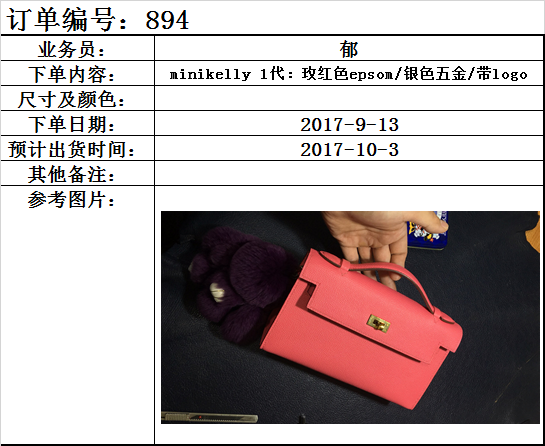 订单编号：894
业务员： 郁
下单内容： minikelly 1代：玫红色epsom/银色五金/带logo
尺寸及颜色：
下单日期： 2017-9-13
预计出货时间： 2017-10-3
其他备注：
参考图片：